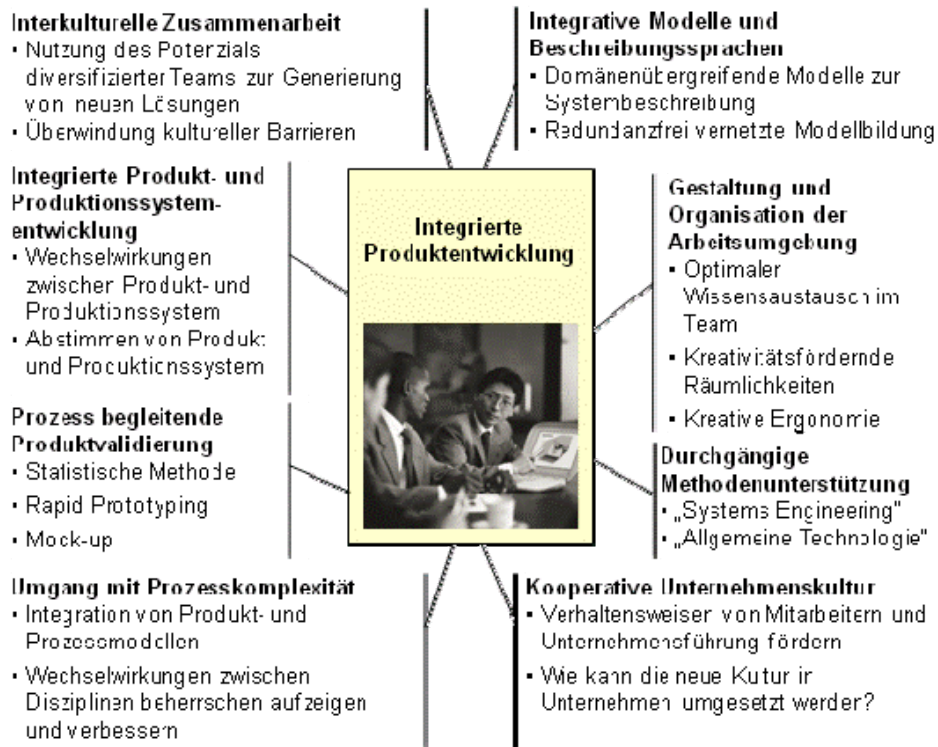 Interkulturelle Zusammenarbeit
▪ Nutzung des Potenzials
diversifizierter Teams zur Generierung
von neuen Lösungen
▪ Überwindung kultureller Barrieren
Integrierte Produkt- und
Produktionssystem-
entwicklung
▪ Wechselwirkungen
zwischen Produkt- und
Produktionssystem
▪ Abstimmen von Produkt
und Produktionssystem
Prozess begleitende
Produktvalidierung
▪ Statistische Methode
▪ Rapid Prototyping
▪ Mock-up
Umgang mit Prozesskomplexität
▪ Integration von Produkt- und
Prozessmodellen
▪ Wechselwirkungen zwischen
Disziplinen beherrschen aufzeigen
und verbessern
Integrierte
Produktentwicklung
Integrative Modelle und
Beschreibungssprachen
▪ Domänenübergreifende Modelle zur
Systembeschreibung
▪ Redundanzfrei vernetzte Modellbildung
Gestaltung und
Organisation der
Arbeitsumgebung
▪ Optimaler
Wissensaustausch im
Team
▪ Kreativitätsfördernde
Räumlichkeiten
▪ Kreative Ergonomie
Durchgängige
Methodenunterstützung
▪ „Systems Engineering"
▪ „Allgemeine Technologie"
Kooperative Unternehmenskultur
▪ Verhaltensweisen von Mitarbeitern und
Unternehmensführung fördern
▪ Wie kann die neue Kultur in
Unternehmen umgesetzt werden?